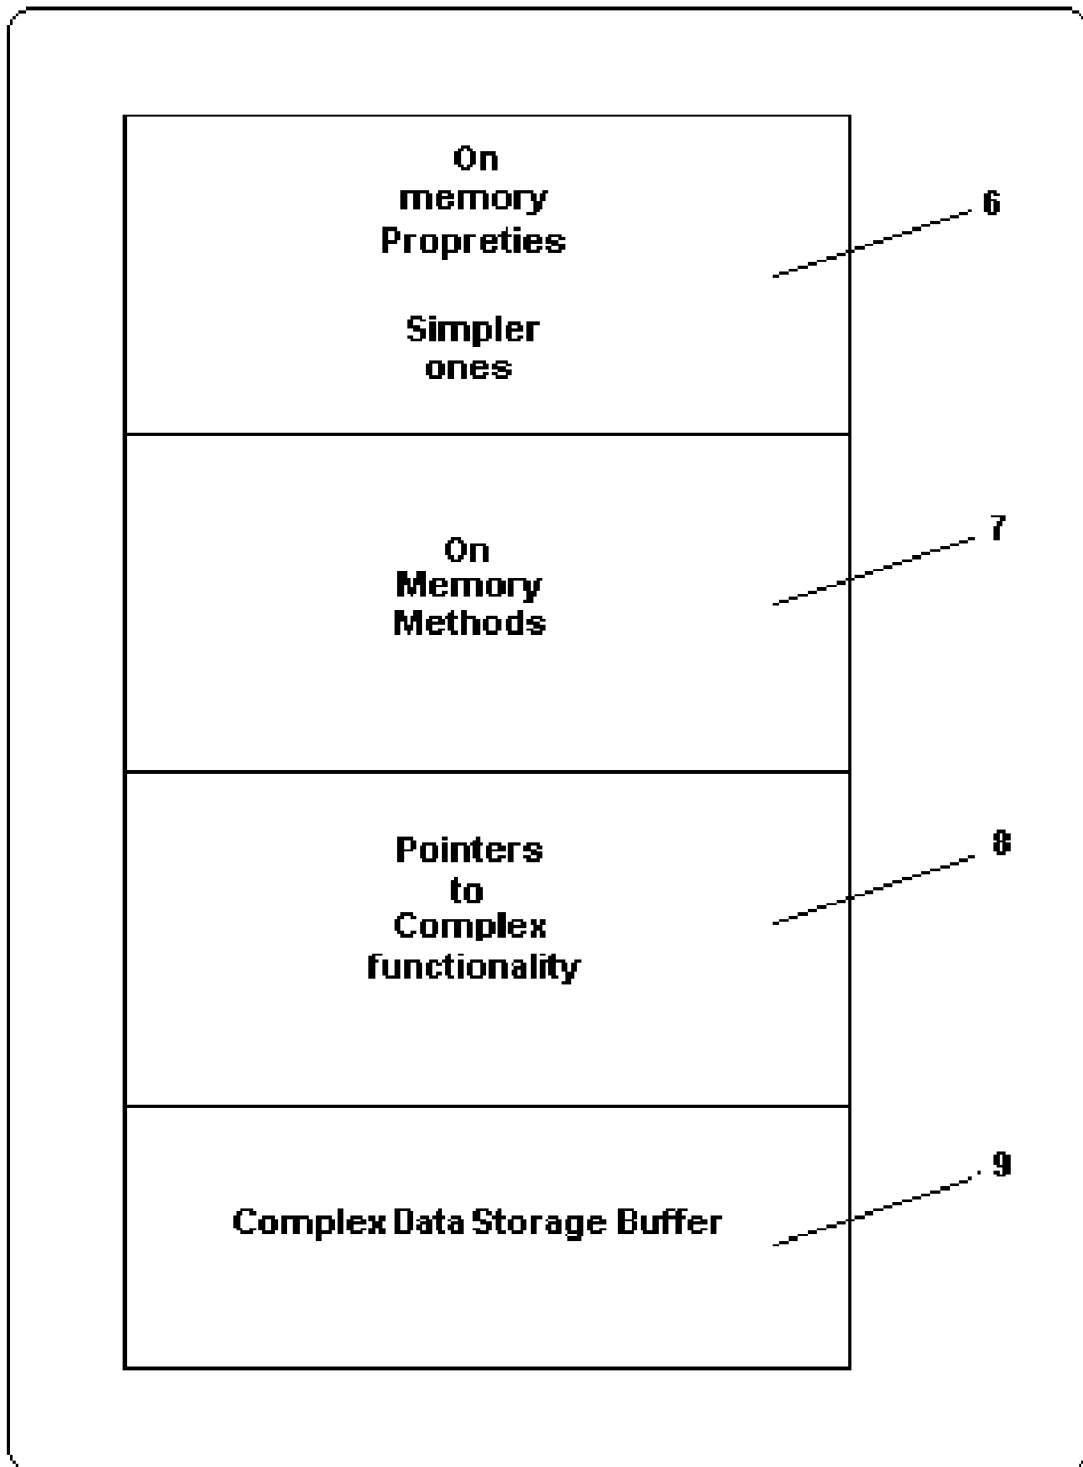 On
memory
Propreties
6
Simpler
ones
On
Memory
Methods
7
Pointers
to
Complex
functionality
8
Complex Data Storage Buffer
9